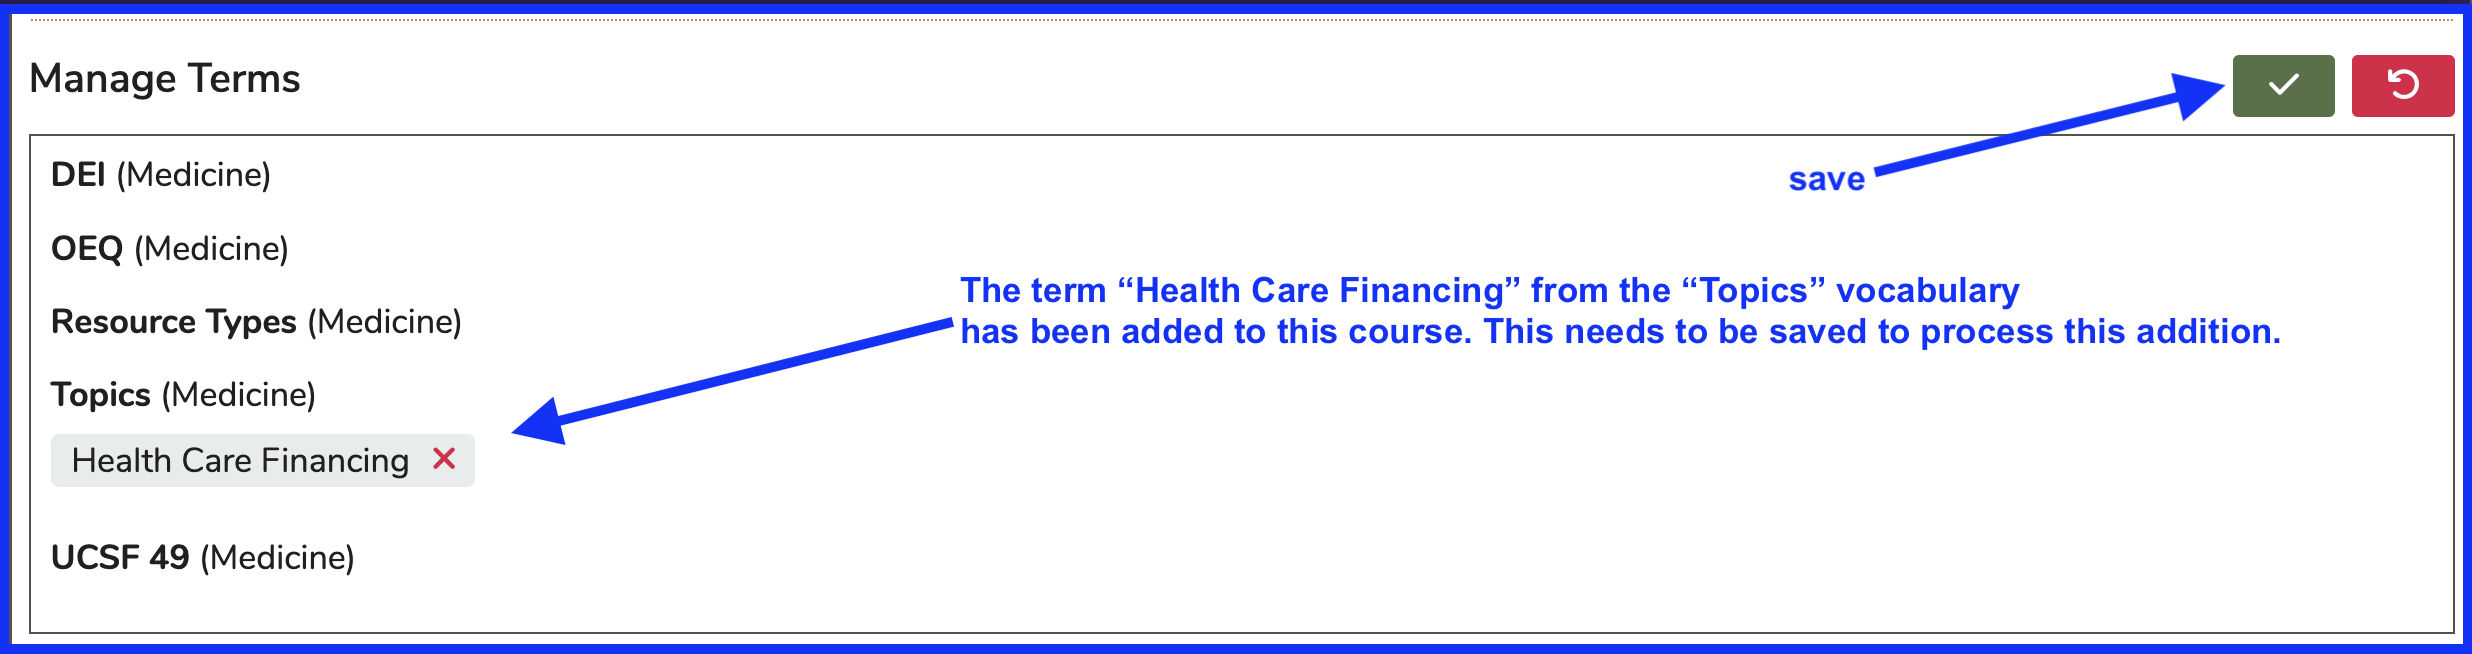 Manage Terms
DEI (Medicine)
save
OEQ (Medicine)
The term “Health Care Financing” from the “Topics” vocabulary
has been added to this course. This needs to be saved to process this addition.
Resource Types (Medicine)
Topics (Medicine)
Health Care Financing
UCSF 49 (Medicine)